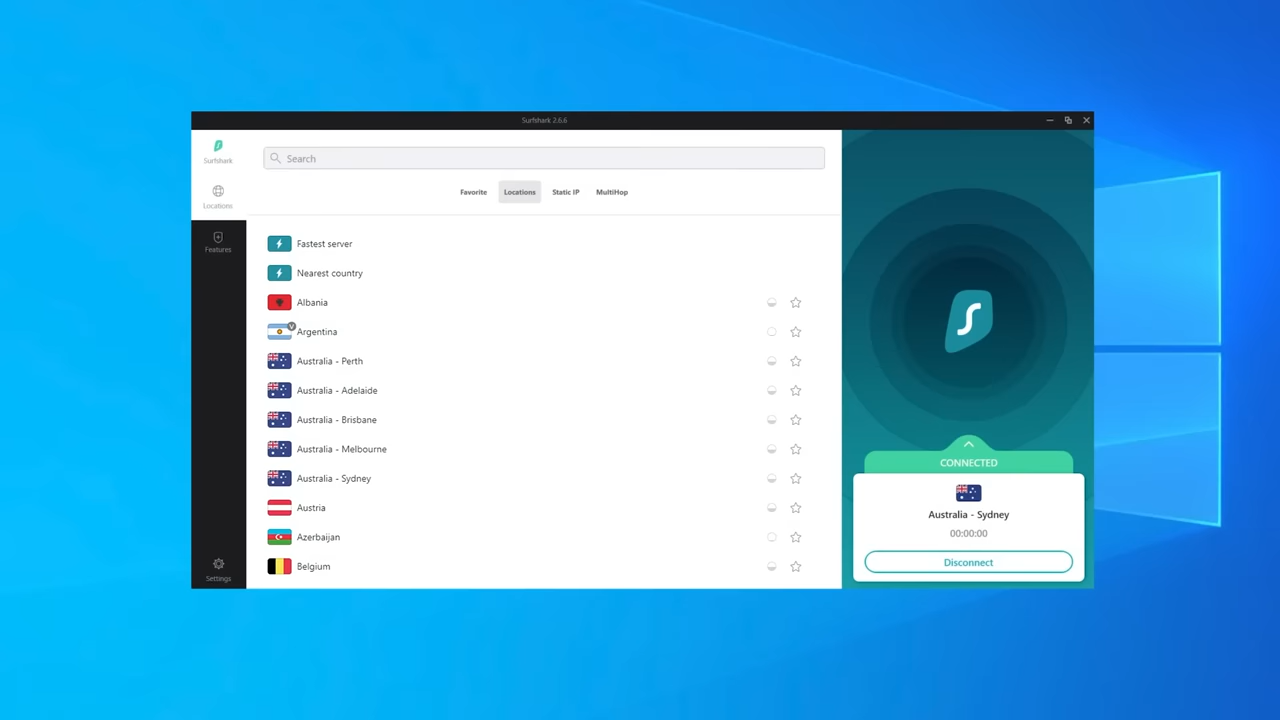 Surfshark 2.6.6
Surfshark
Locations
Features
Settings
Search
Favorite
Locations
Static IP
MultiHop
Fastest server
Nearest country
Albania
V
Argentina
Australia - Perth
Australia - Adelaide
Australia - Brisbane
Australia - Melbourne
Australia - Sydney
Austria
Azerbaijan
Belgium
CONNECTED
Australia - Sydney
00:00:00
Disconnect